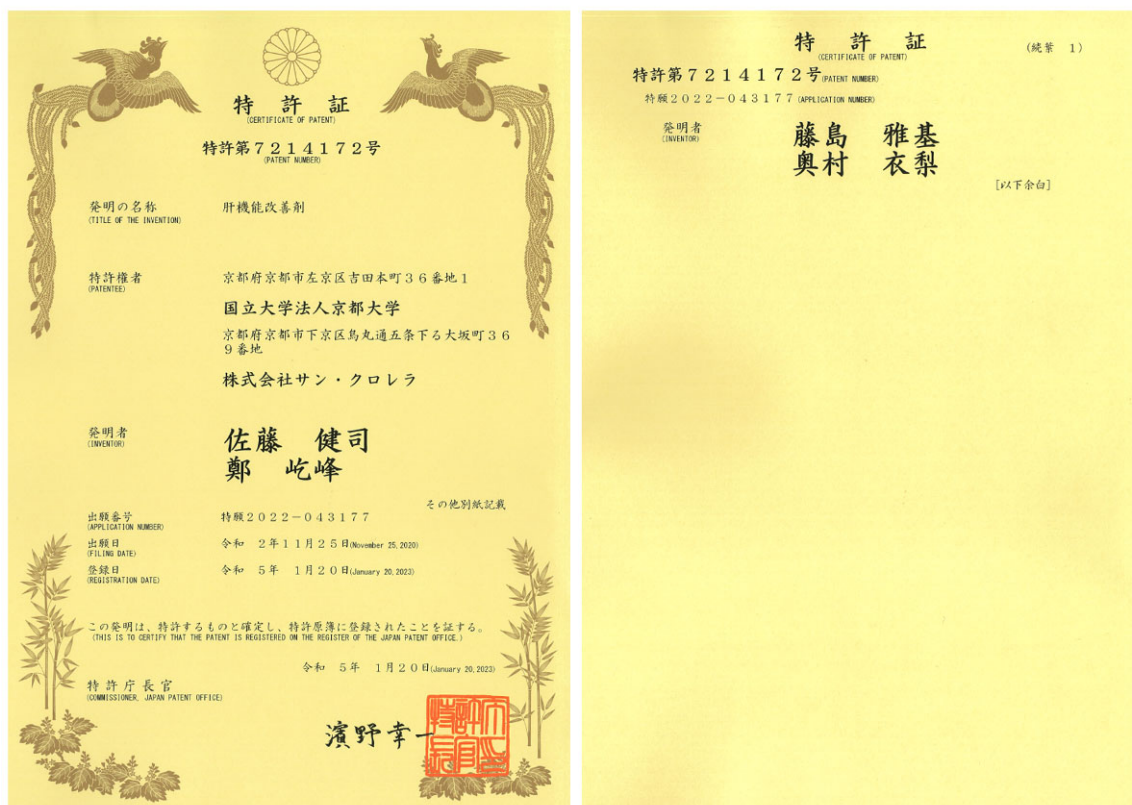 特許証
(CERTIFICATE OF PATENT)
特許第7214172号
(PATENT NUMBER)
発明の名称
(TITLE OF THE INVENTION)
肝機能改善剤
特許権者
(PATENTEE)
京都府京都市左京区吉田本町36番地1
国立大学法人京都大学
京都府京都市下京区烏丸通五条下る大坂町36
9番地
株式会社サン・クロレラ
発明者
(INVENTOR)
佐藤 健司
鄭 屹峰
その他別紙記載
出願番号
(APPLICATION NUMBER)
特願2022-043177
出願日
(FILING DATE)
令和 2年11月25日(November 25,2020)
登録日
(REGISTRATION DATE)
令和 5年 1月20日(January 20,2023)
この発明は、特許するものと確定し、特許原簿に登録されたことを証する。
(THIS IS TO CERTIFY THAT THE PATENT IS REGISTERED ON THE REGISTER OF THE JAPAN PATENT OFFICE.)
令和 5年 1月20日(January 20,2023)
特許庁長官
(COMMISSIONER, JAPAN PATENT OFFICE)
濱野幸一
特許庁長官之印
特許証
(CERTIFICATE OF PATENT)
(続葉 1)
特許第7214172号(PATENT NUMBER)
特願2022-043177(APPLICATION NUMBER)
発明者
(INVENTOR)
藤島 雅基
奥村 衣梨
[以下余白]